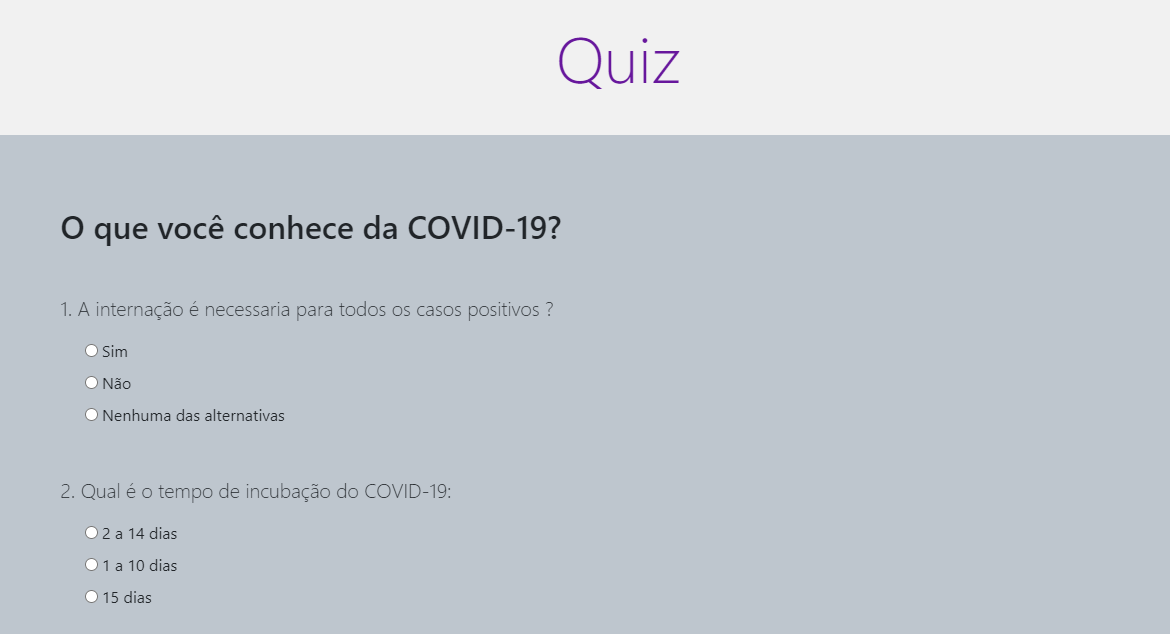 Quiz
O que você conhece da COVID-19?
1. A internação é necessaria para todos os casos positivos ?
Sim
Não
Nenhuma das alternativas
2. Qual é o tempo de incubação do COVID-19:
2 a 14 dias
1 a 10 dias
15 dias